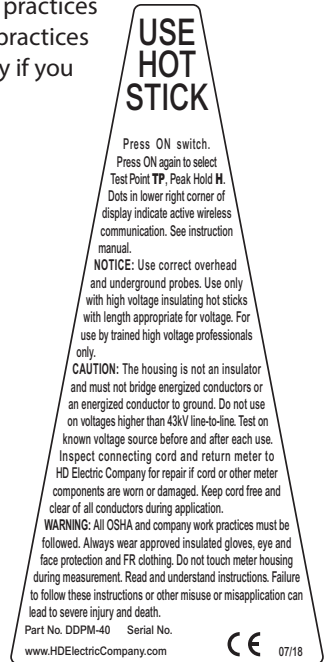 practices
practices
y if you
USE
HOT
STICK
Press ON switch.
Press ON again to select
Test Point TP, Peak Hold H.
Dots in lower right corner of
display indicate active wireless
communication. See instruction
manual.
NOTICE: Use correct overhead
and underground probes. Use only
with high voltage insulating hot sticks
with length appropriate for voltage. For
use by trained high voltage professionals
only.
CAUTION: The housing is not an insulator
and must not bridge energized conductors or
an energized conductor to ground. Do not use
on voltages higher than 43kV line-to-line. Test on
known voltage source before and after each use.
Inspect connecting cord and return meter to
HD Electric Company for repair if cord or other meter
components are worn or damaged. Keep cord free and
clear of all conductors during application.
WARNING: All OSHA and company work practices must be
followed. Always wear approved insulated gloves, eye and
face protection and FR clothing. Do not touch meter housing
during measurement. Read and understand instructions. Failure
to follow these instructions or other misuse or misapplication can
lead to severe injury and death.
Part No. DDPM-40 Serial No.
www.HDElectricCompany.com CE 07/18